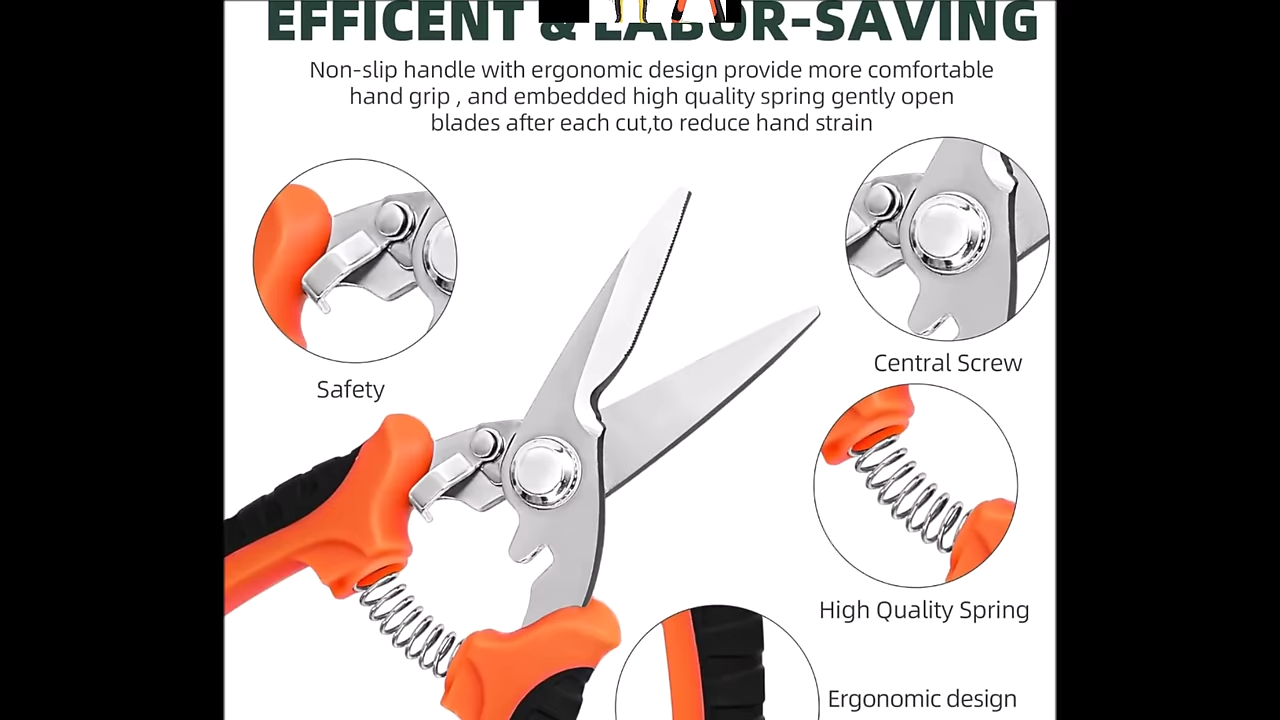 EFFICENT & LABOR-SAVING
Non-slip handle with ergonomic design provide more comfortable
hand grip , and embedded high quality spring gently open
blades after each cut,to reduce hand strain
Safety
Central Screw
High Quality Spring
Ergonomic design